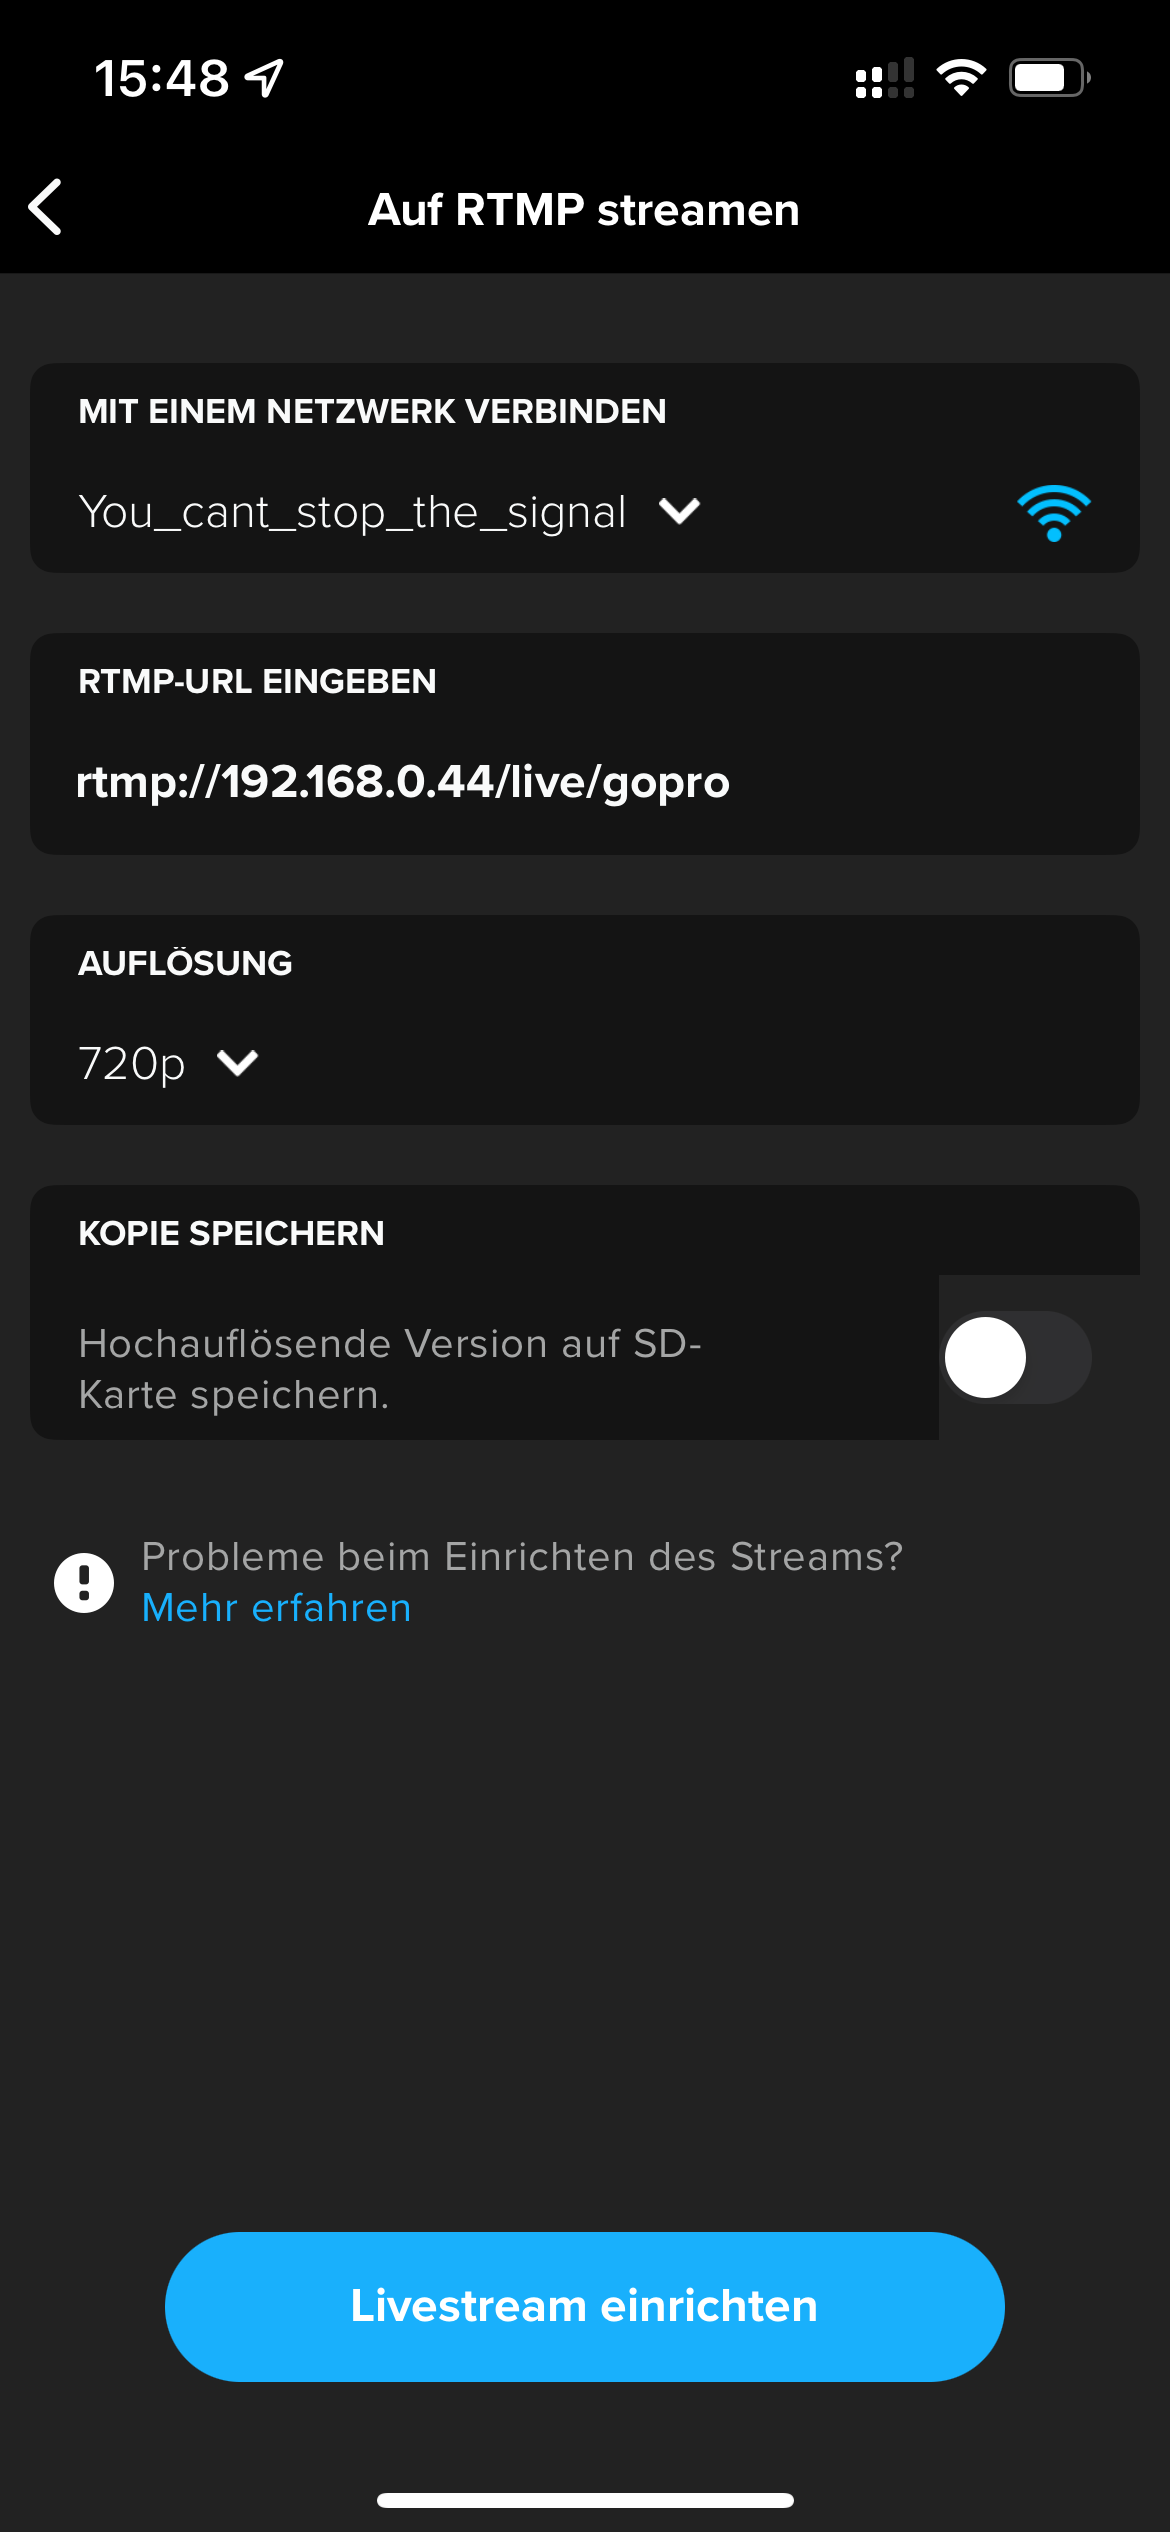 15:48
Auf RTMP streamen
MIT EINEM NETZWERK VERBINDEN
You_cant_stop_the_signal
RTMP-URL EINGEBEN
rtmp://192.168.0.44/live/gopro
AUFLÖSUNG
720p
KOPIE SPEICHERN
Hochauflösende Version auf SD-
Karte speichern.
Probleme beim Einrichten des Streams?
Mehr erfahren
Livestream einrichten